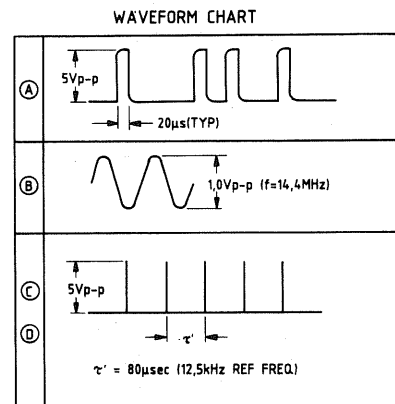 WAVEFORM CHART
A
5Vp-p
20µs(TYP)
B
1,0Vp-p (f=14,4MHz)
C
5Vp-p
D
τ'
τ' = 80µsec (12,5kHz REF FREQ.)